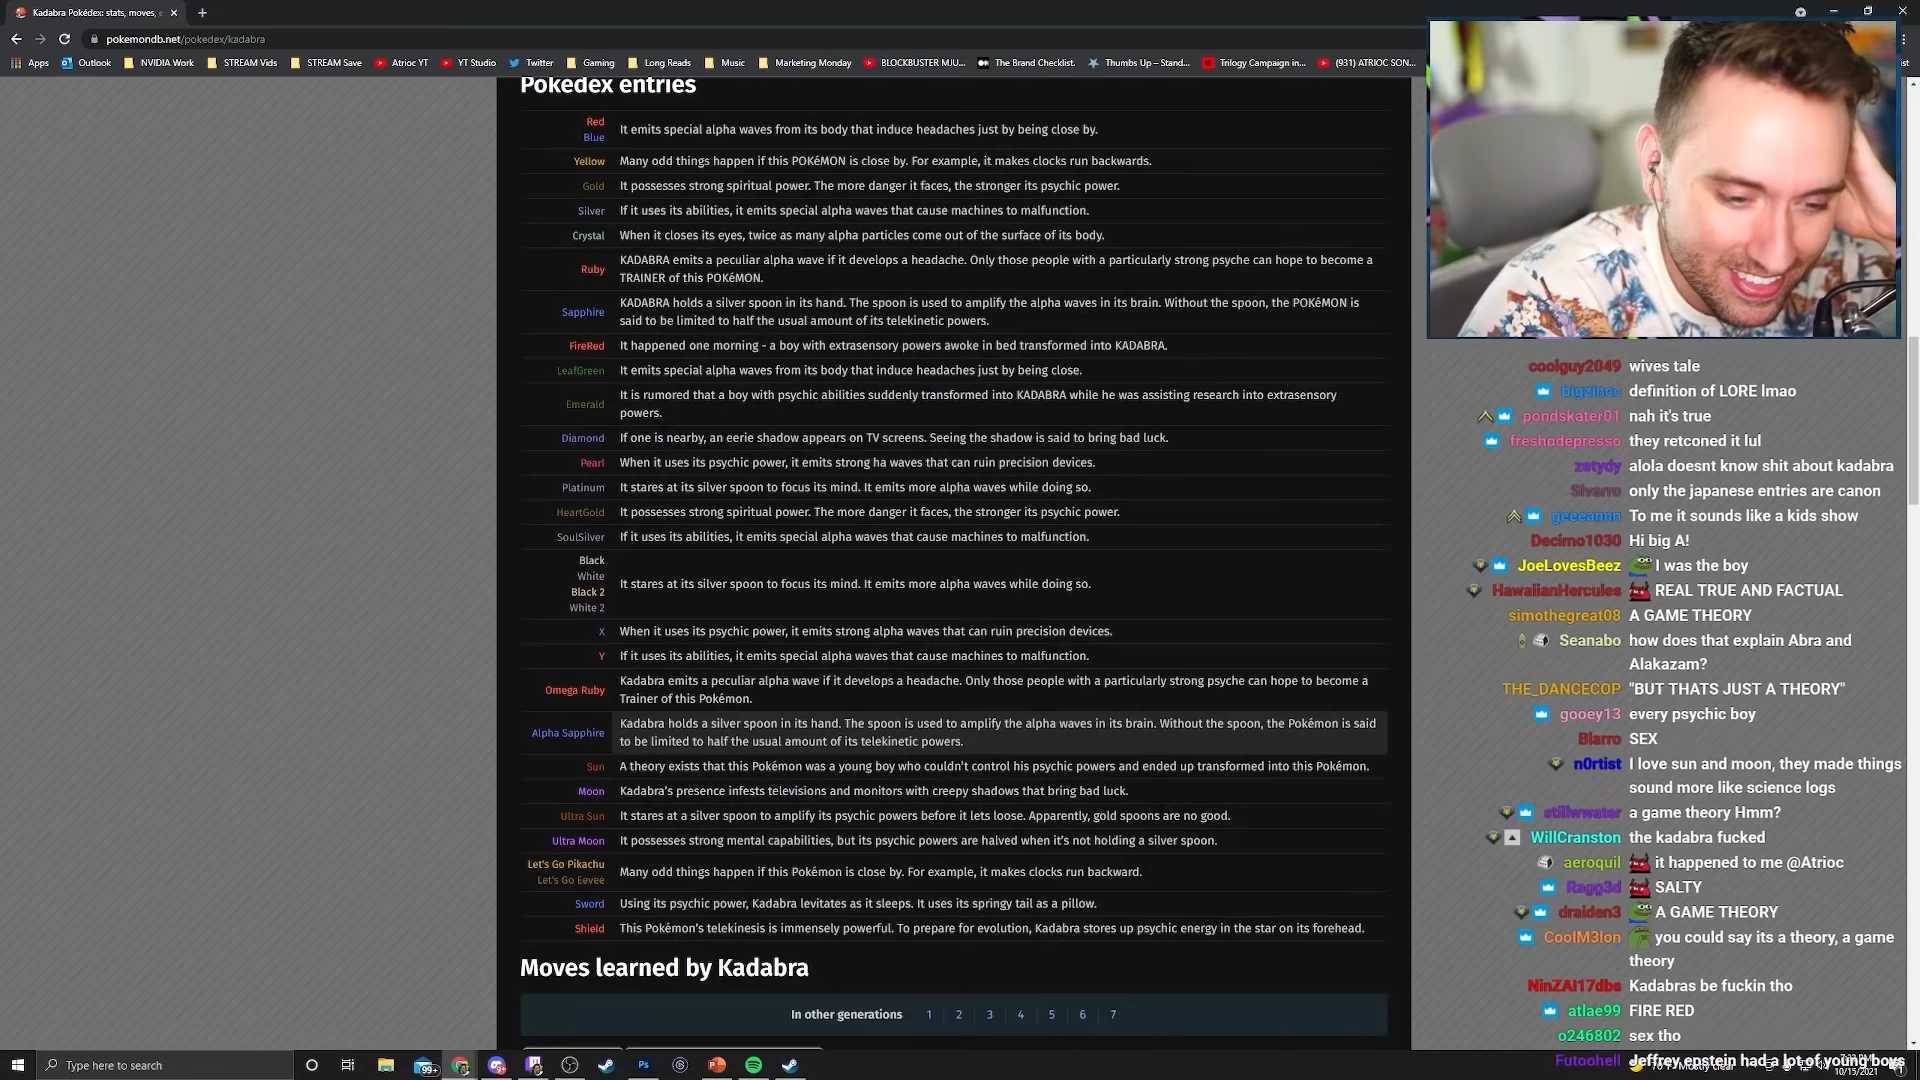 Kadabra Pokédex: stats, moves, e
pokemondb.net/pokedex/kadabra
Apps Outlook NVIDIA Work STREAM Vids STREAM Save Atrioc YT YT Studio Twitter Gaming Long Reads Music Marketing Monday BLOCKBUSTER MJU... The Brand Checklist. Thumbs Up – Stand... Trilogy Campaign in... (931) ATRIOC SON...
Pokédex entries
Red
Blue
It emits special alpha waves from its body that induce headaches just by being close by.
Yellow Many odd things happen if this POKéMON is close by. For example, it makes clocks run backwards.
Gold It possesses strong spiritual power. The more danger it faces, the stronger its psychic power.
Silver If it uses its abilities, it emits special alpha waves that cause machines to malfunction.
Crystal When it closes its eyes, twice as many alpha particles come out of the surface of its body.
Ruby KADABRA emits a peculiar alpha wave if it develops a headache. Only those people with a particularly strong psyche can hope to become a
TRAINER of this POKéMON.
Sapphire KADABRA holds a silver spoon in its hand. The spoon is used to amplify the alpha waves in its brain. Without the spoon, the POKéMON is
said to be limited to half the usual amount of its telekinetic powers.
FireRed It happened one morning - a boy with extrasensory powers awoke in bed transformed into KADABRA.
LeafGreen It emits special alpha waves from its body that induce headaches just by being close.
Emerald It is rumored that a boy with psychic abilities suddenly transformed into KADABRA while he was assisting research into extrasensory
powers.
Diamond If one is nearby, an eerie shadow appears on TV screens. Seeing the shadow is said to bring bad luck.
Pearl When it uses its psychic power, it emits strong ha waves that can ruin precision devices.
Platinum It stares at its silver spoon to focus its mind. It emits more alpha waves while doing so.
HeartGold It possesses strong spiritual power. The more danger it faces, the stronger its psychic power.
SoulSilver If it uses its abilities, it emits special alpha waves that cause machines to malfunction.
Black
White
Black 2
White 2
It stares at its silver spoon to focus its mind. It emits more alpha waves while doing so.
X When it uses its psychic power, it emits strong alpha waves that can ruin precision devices.
Y If it uses its abilities, it emits special alpha waves that cause machines to malfunction.
Omega Ruby Kadabra emits a peculiar alpha wave if it develops a headache. Only those people with a particularly strong psyche can hope to become a
Trainer of this Pokémon.
Alpha Sapphire Kadabra holds a silver spoon in its hand. The spoon is used to amplify the alpha waves in its brain. Without the spoon, the Pokémon is said
to be limited to half the usual amount of its telekinetic powers.
Sun A theory exists that this Pokémon was a young boy who couldn't control his psychic powers and ended up transformed into this Pokémon.
Moon Kadabra's presence infests televisions and monitors with creepy shadows that bring bad luck.
Ultra Sun It stares at a silver spoon to amplify its psychic powers before it lets loose. Apparently, gold spoons are no good.
Ultra Moon It possesses strong mental capabilities, but its psychic powers are halved when it's not holding a silver spoon.
Let's Go Pikachu
Let's Go Eevee
Many odd things happen if this Pokémon is close by. For example, it makes clocks run backward.
Sword Using its psychic power, Kadabra levitates as it sleeps. It uses its springy tail as a pillow.
Shield This Pokémon's telekinesis is immensely powerful. To prepare for evolution, Kadabra stores up psychic energy in the star on its forehead.
Moves learned by Kadabra
In other generations 1 2 3 4 5 6 7
coolguy2049 wives tale
bigzincc definition of LORE lmao
pondskater01 nah it's true
freshodepresso they retconed it lul
zetydy alola doesnt know shit about kadabra
Sivarro only the japanese entries are canon
geeeannn To me it sounds like a kids show
Decimo1030 Hi big A!
JoeLovesBeez I was the boy
HawaiianHercules REAL TRUE AND FACTUAL
simothegreat08 A GAME THEORY
Seanabo how does that explain Abra and
Alakazam?
THE_DANCECOP "BUT THATS JUST A THEORY"
gooey13 every psychic boy
Blarro SEX
n0rtist I love sun and moon, they made things
sound more like science logs
stillwwater a game theory Hmm?
WillCranston the kadabra fucked
aeroquil it happened to me @Atrioc
Ragg3d SALTY
draiden3 A GAME THEORY
CoolM3lon you could say its a theory, a game
theory
NinZAI17dbs Kadabras be fuckin tho
atlae99 FIRE RED
o246802 sex tho
Futoohell Jeffrey epstein had a lot of young boys
Type here to search
99+
Mostly clear
10/15/2021